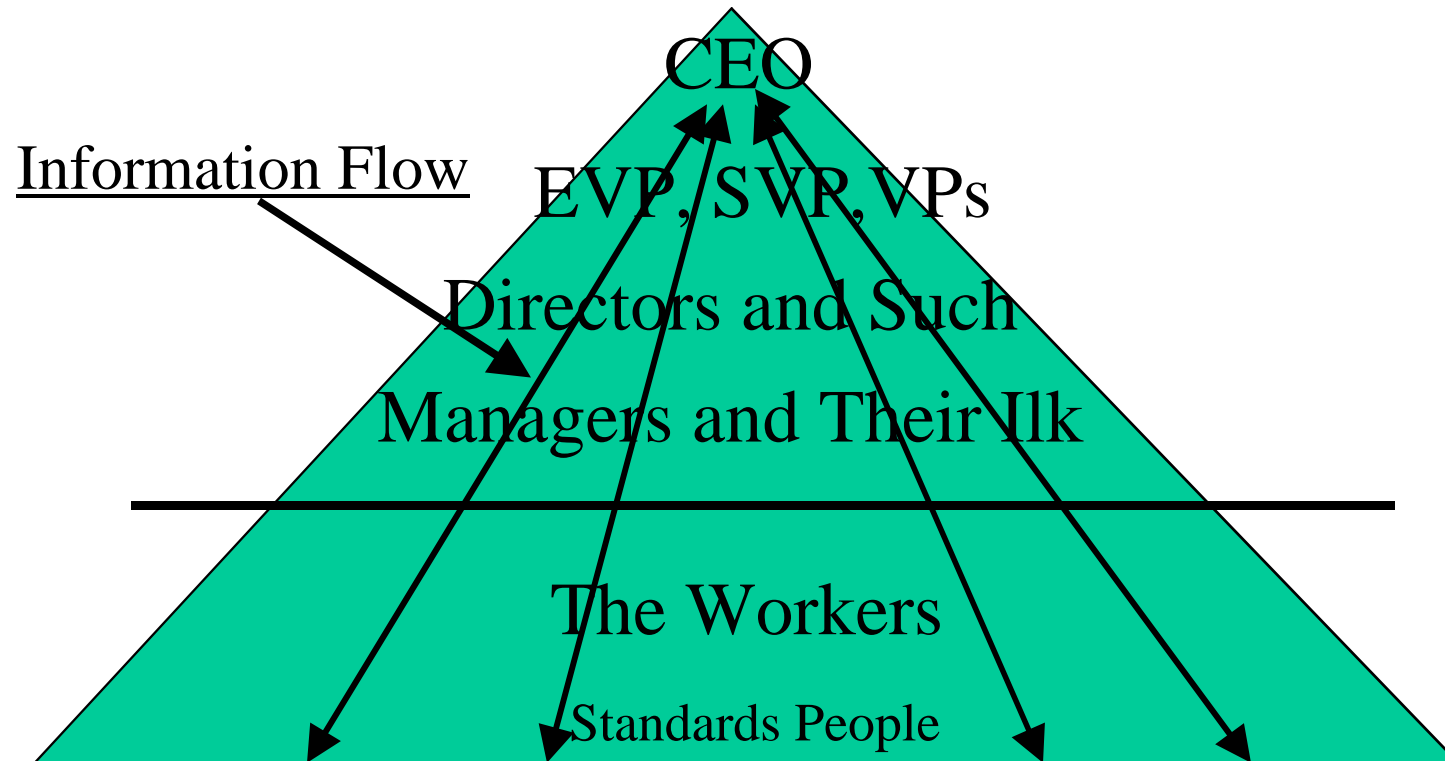 CEO
Information Flow
EVP, SVP,VPs
Directors and Such
Managers and Their Ilk
The Workers
Standards People